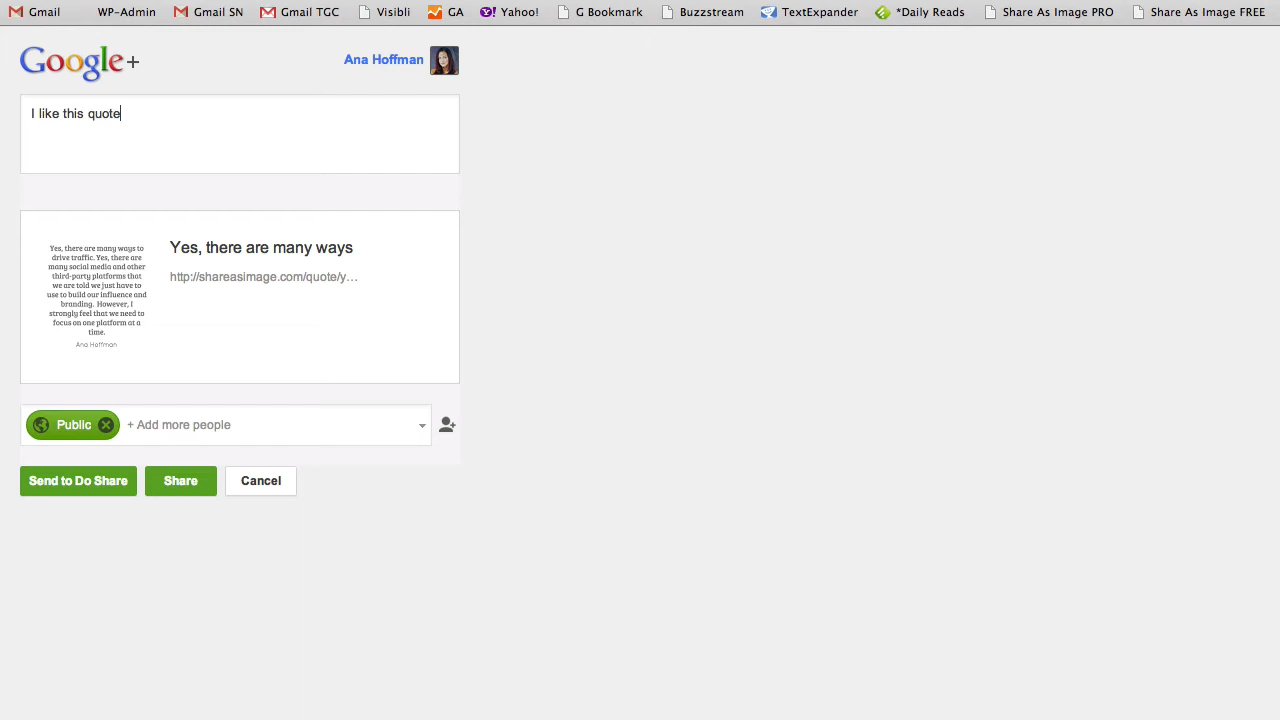 Gmail WP-Admin Gmail SN Gmail TGC Visibli GA Yahoo! G Bookmark Buzzstream TextExpander *Daily Reads Share As Image PRO Share As Image FREE
Google+ Ana Hoffman
I like this quote
Yes, there are many ways to
drive traffic. Yes, there are
many social media and other
third-party platforms that
we are told we just have to
use to build our influence and
branding. However, I
strongly feel that we need to
focus on one platform at a
time.
Ana Hoffman
Yes, there are many ways
http://shareasimage.com/quote/y…
Public + Add more people
Send to Do Share Share Cancel